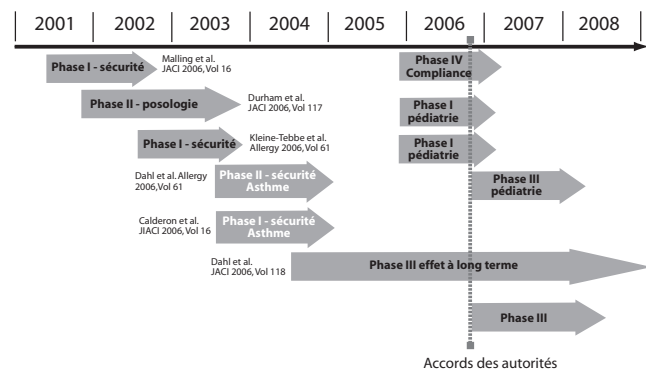 2001 2002 2003 2004 2005 2006 2007 2008
Phase I - sécurité
Malling et al.
JACI 2006, Vol 16
Phase IV
Compliance
Phase II - posologie
Durham et al.
JACI 2006, Vol 117
Phase I
pédiatrie
Phase I - sécurité
Kleine-Tebbe et al.
Allergy 2006, Vol 61
Phase I
pédiatrie
Dahl et al. Allergy
2006, Vol 61
Phase II - sécurité
Asthme
Phase III
pédiatrie
Calderon et al.
JIACI 2006, Vol 16
Phase I - sécurité
Asthme
Dahl et al.
JACI 2006, Vol 118
Phase III effet à long terme
Phase III
Accords des autorités